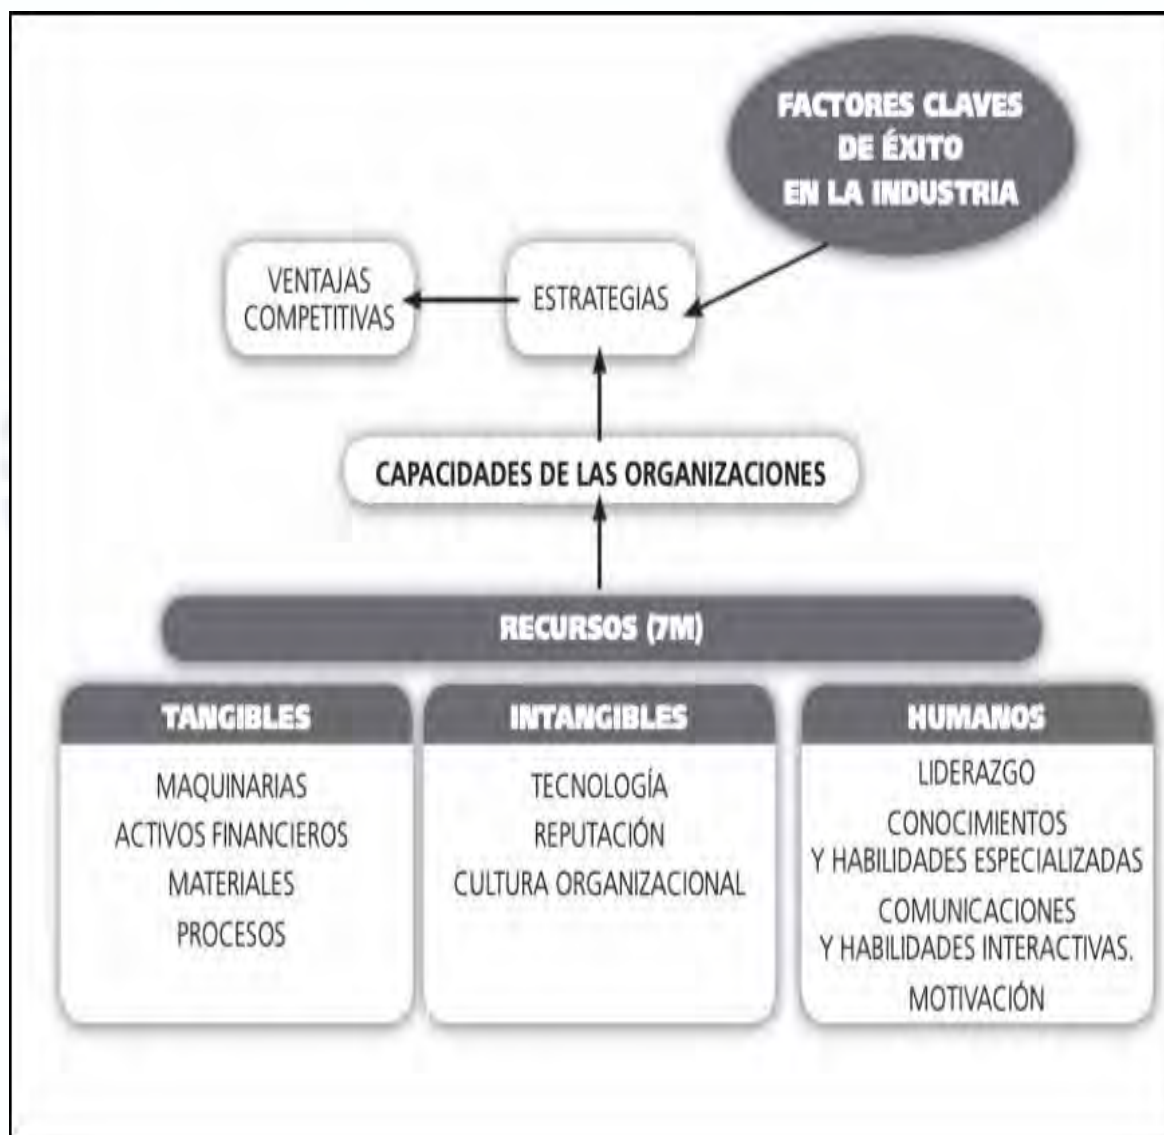 FACTORES CLAVES
DE ÉXITO
EN LA INDUSTRIA
VENTAJAS
COMPETITIVAS
ESTRATEGIAS
CAPACIDADES DE LAS ORGANIZACIONES
RECURSOS (7M)
TANGIBLES
MAQUINARIAS
ACTIVOS FINANCIEROS
MATERIALES
PROCESOS
INTANGIBLES
TECNOLOGÍA
REPUTACIÓN
CULTURA ORGANIZACIONAL
HUMANOS
LIDERAZGO
CONOCIMIENTOS
Y HABILIDADES ESPECIALIZADAS
COMUNICACIONES
Y HABILIDADES INTERACTIVAS.
MOTIVACIÓN